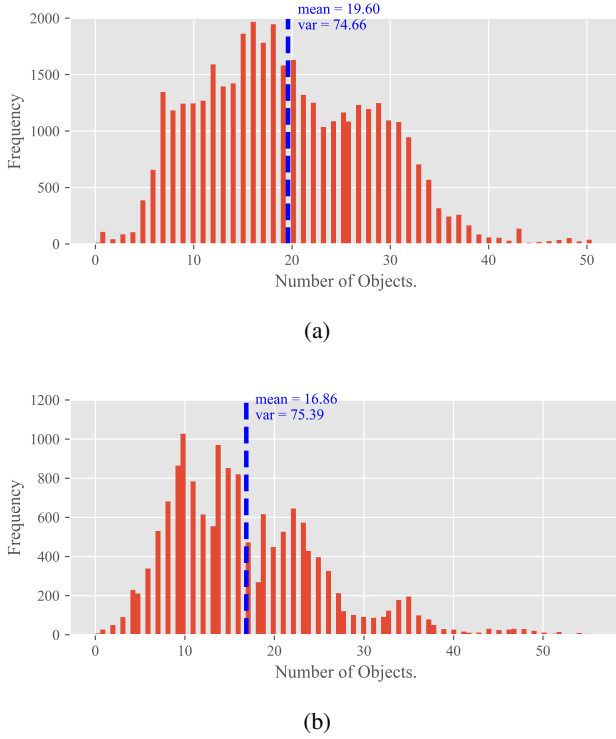 mean = 19.60
var = 74.66
2000
1500
1000
500
0
Frequency
0 10 20 30 40 50
Number of Objects.
(a)
mean = 16.86
var = 75.39
1200
1000
800
600
400
200
0
Frequency
0 10 20 30 40 50
Number of Objects.
(b)